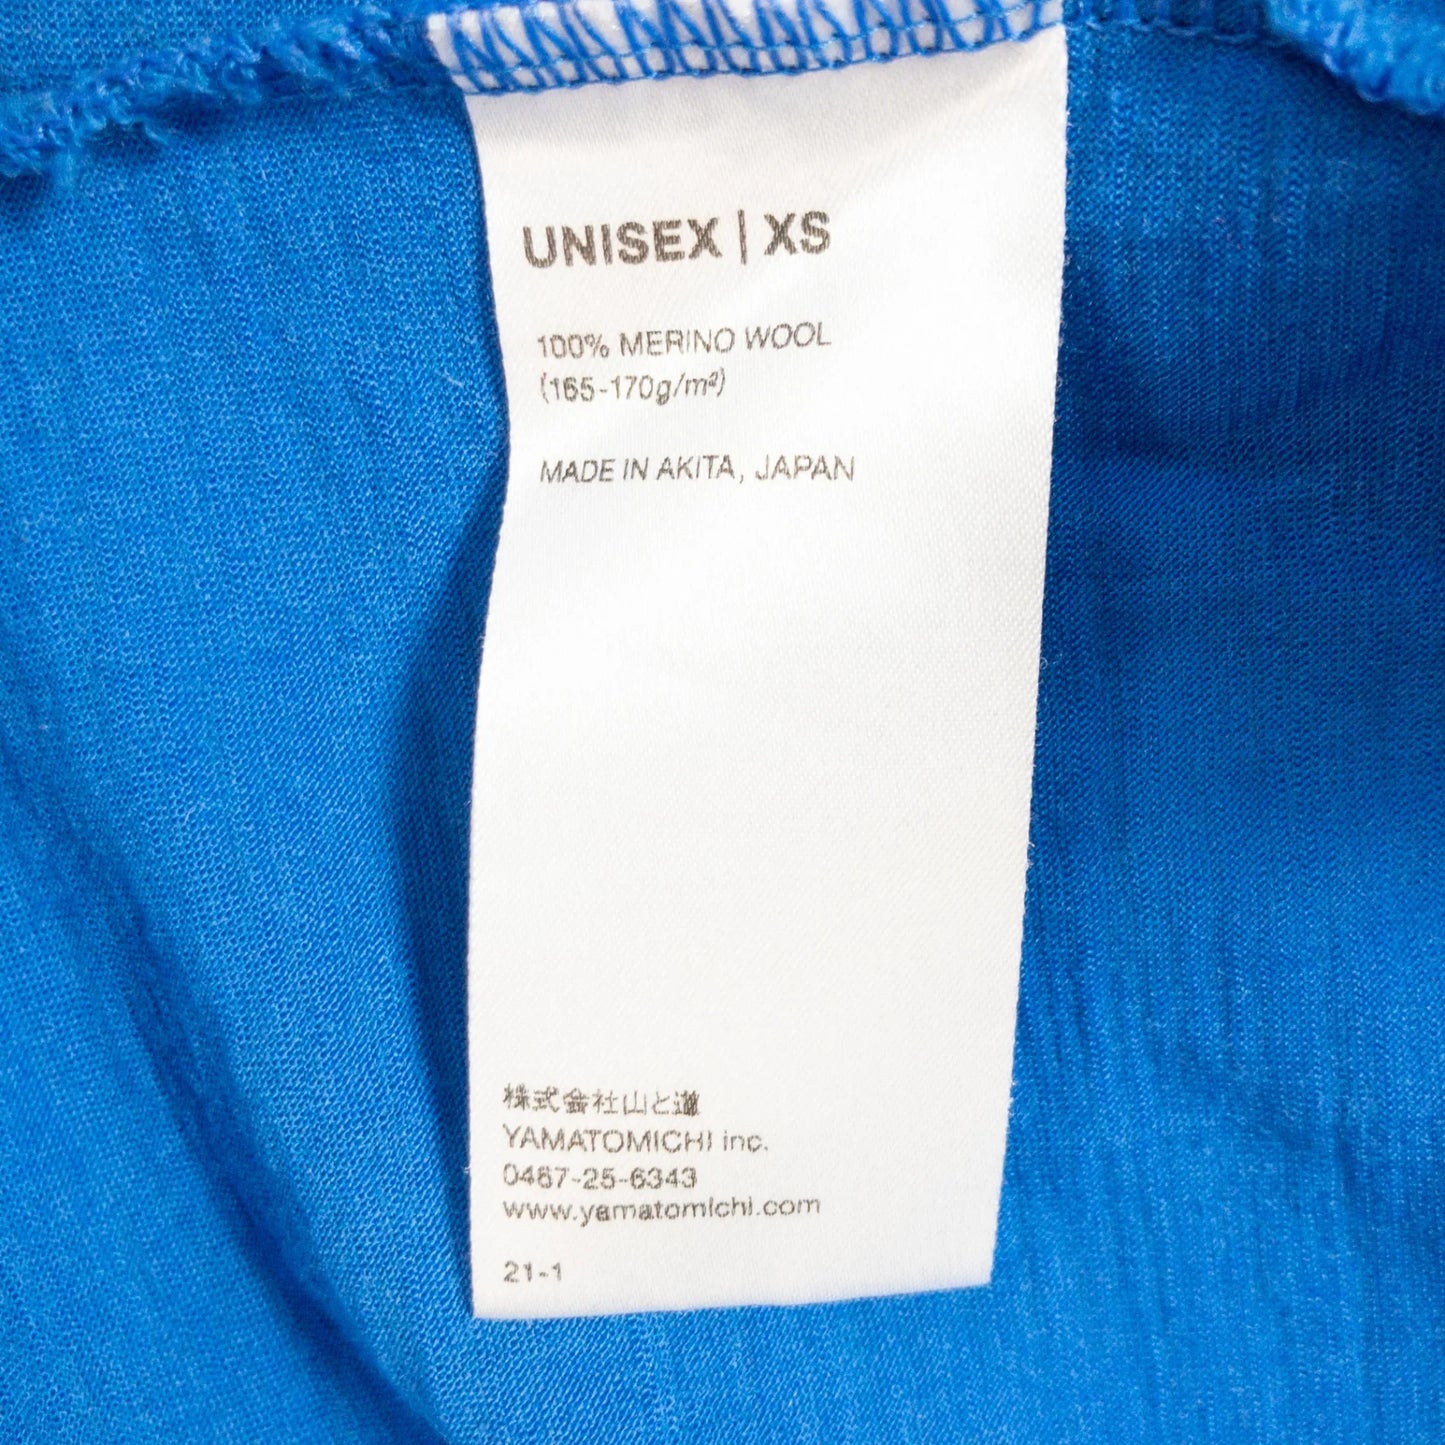 UNISEX | XS
100% MERINO WOOL
(165-170g/m²)
MADE IN AKITA, JAPAN
株式会社山と道
YAMATOMICHI inc.
0467-25-6343
www.yamatomichi.com
21-1